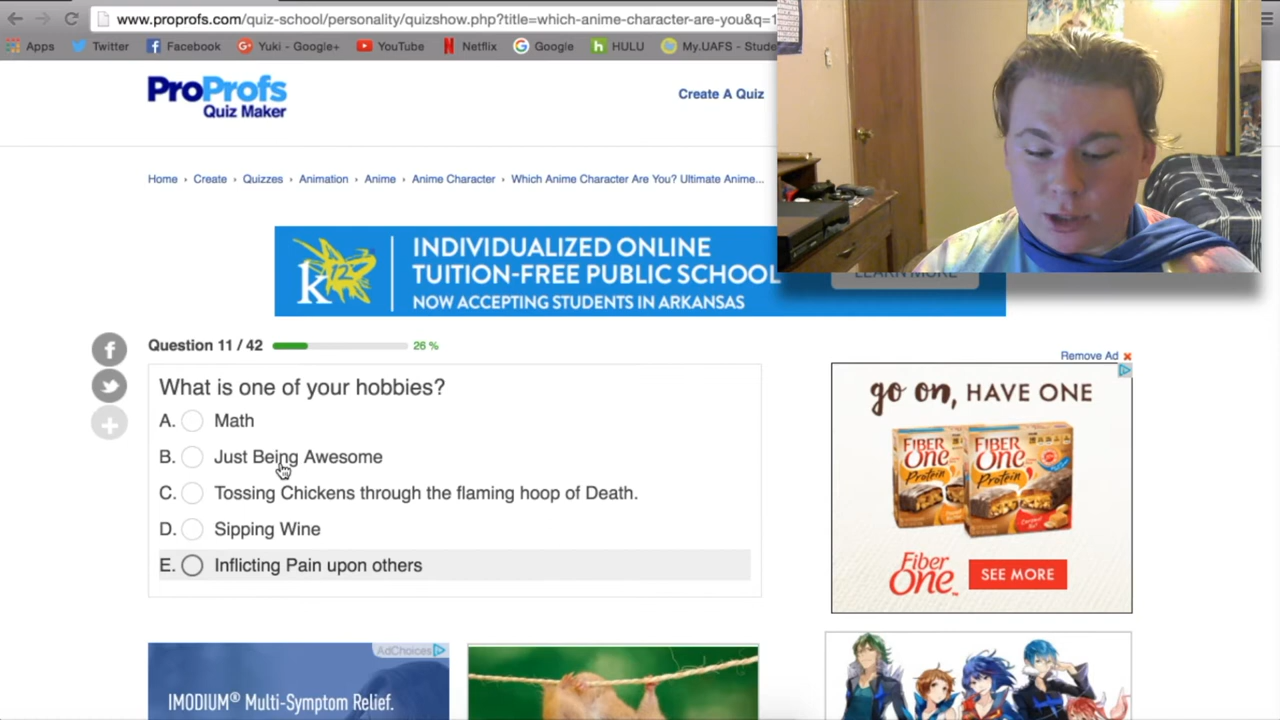 www.proprofs.com/quiz-school/personality/quizshow.php?title=which-anime-character-are-you&q=1
Apps Twitter Facebook Yuki - Google+ YouTube Netflix Google HULU My.UAFS - Stude
ProProfs
Quiz Maker
Create A Quiz
Home › Create › Quizzes › Animation › Anime › Anime Character › Which Anime Character Are You? Ultimate Anime...
K12
INDIVIDUALIZED ONLINE
TUITION-FREE PUBLIC SCHOOL
NOW ACCEPTING STUDENTS IN ARKANSAS
LEARN MORE
Question 11 / 42 26 %
What is one of your hobbies?
A. Math
B. Just Being Awesome
C. Tossing Chickens through the flaming hoop of Death.
D. Sipping Wine
E. Inflicting Pain upon others
Remove Ad
go on, HAVE ONE
FIBER ONE Protein
FIBER ONE Protein
Fiber One
SEE MORE
AdChoices
IMODIUM® Multi-Symptom Relief.